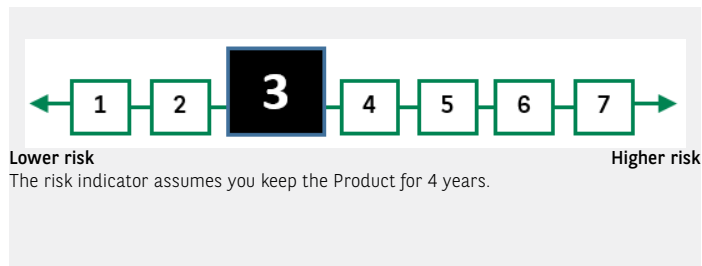 1 2 3 4 5 6 7
Lower risk Higher risk
The risk indicator assumes you keep the Product for 4 years.